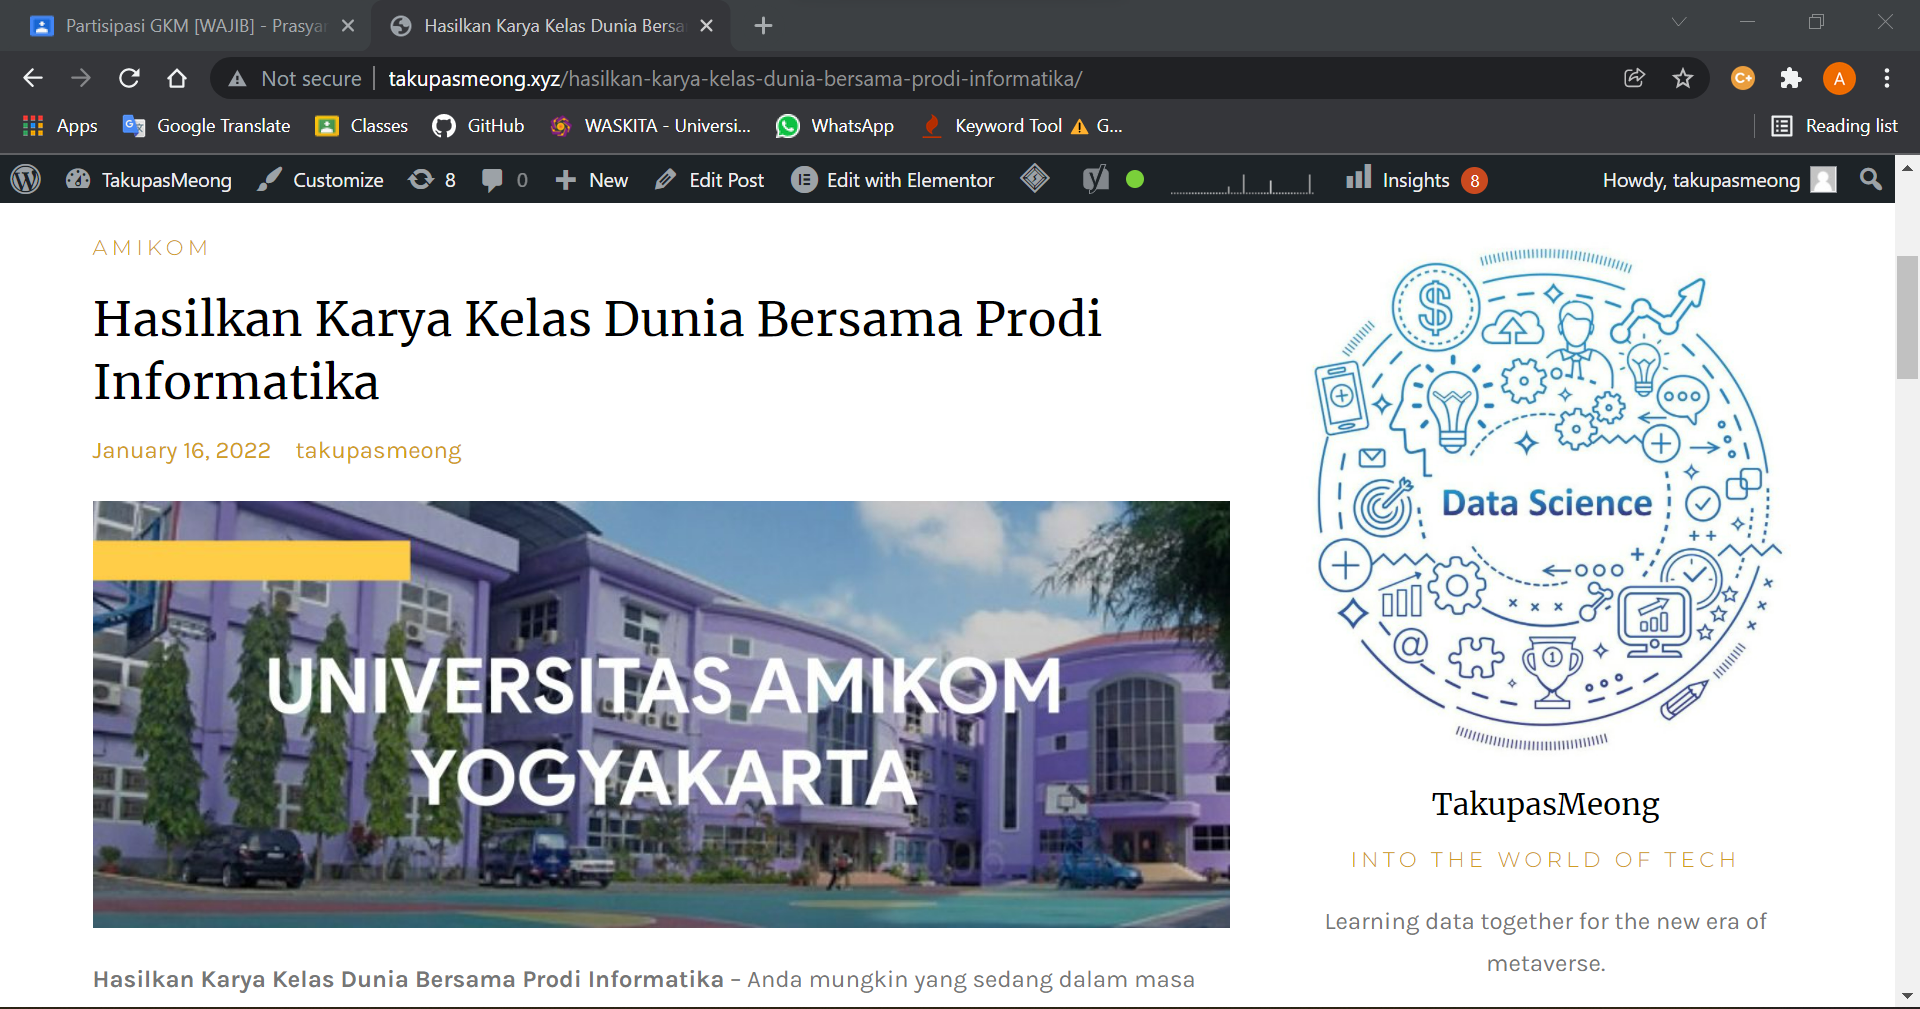 Partisipasi GKM [WAJIB] - Prasyar
Hasilkan Karya Kelas Dunia Bersa
Not secure takupasmeong.xyz/hasilkan-karya-kelas-dunia-bersama-prodi-informatika/
C+
A
Apps Google Translate Classes GitHub WASKITA - Universi... WhatsApp Keyword Tool ⚠ G... Reading list
TakupasMeong Customize 8 0 New Edit Post Edit with Elementor Insights 8 Howdy, takupasmeong
AMIKOM
Hasilkan Karya Kelas Dunia Bersama Prodi
Informatika
January 16, 2022 takupasmeong
UNIVERSITAS AMIKOM
YOGYAKARTA
Hasilkan Karya Kelas Dunia Bersama Prodi Informatika – Anda mungkin yang sedang dalam masa
Data Science
TakupasMeong
INTO THE WORLD OF TECH
Learning data together for the new era of
metaverse.